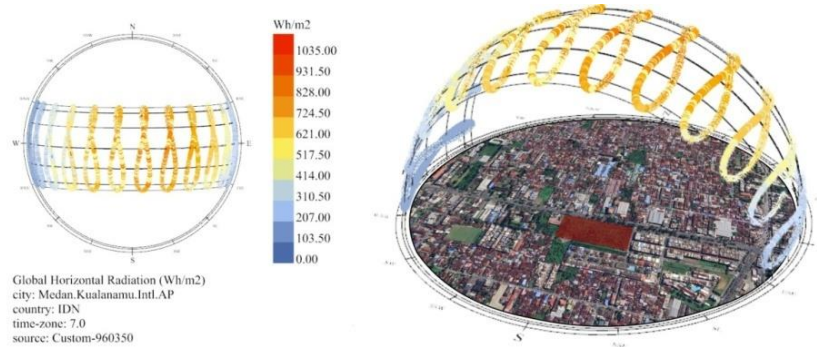 N
W
E
S
Wh/m2
1035.00
931.50
828.00
724.50
621.00
517.50
414.00
310.50
207.00
103.50
0.00
Global Horizontal Radiation (Wh/m2)
city: Medan.Kualanamu.Intl.AP
country: IDN
time-zone: 7.0
source: Custom-960350
S